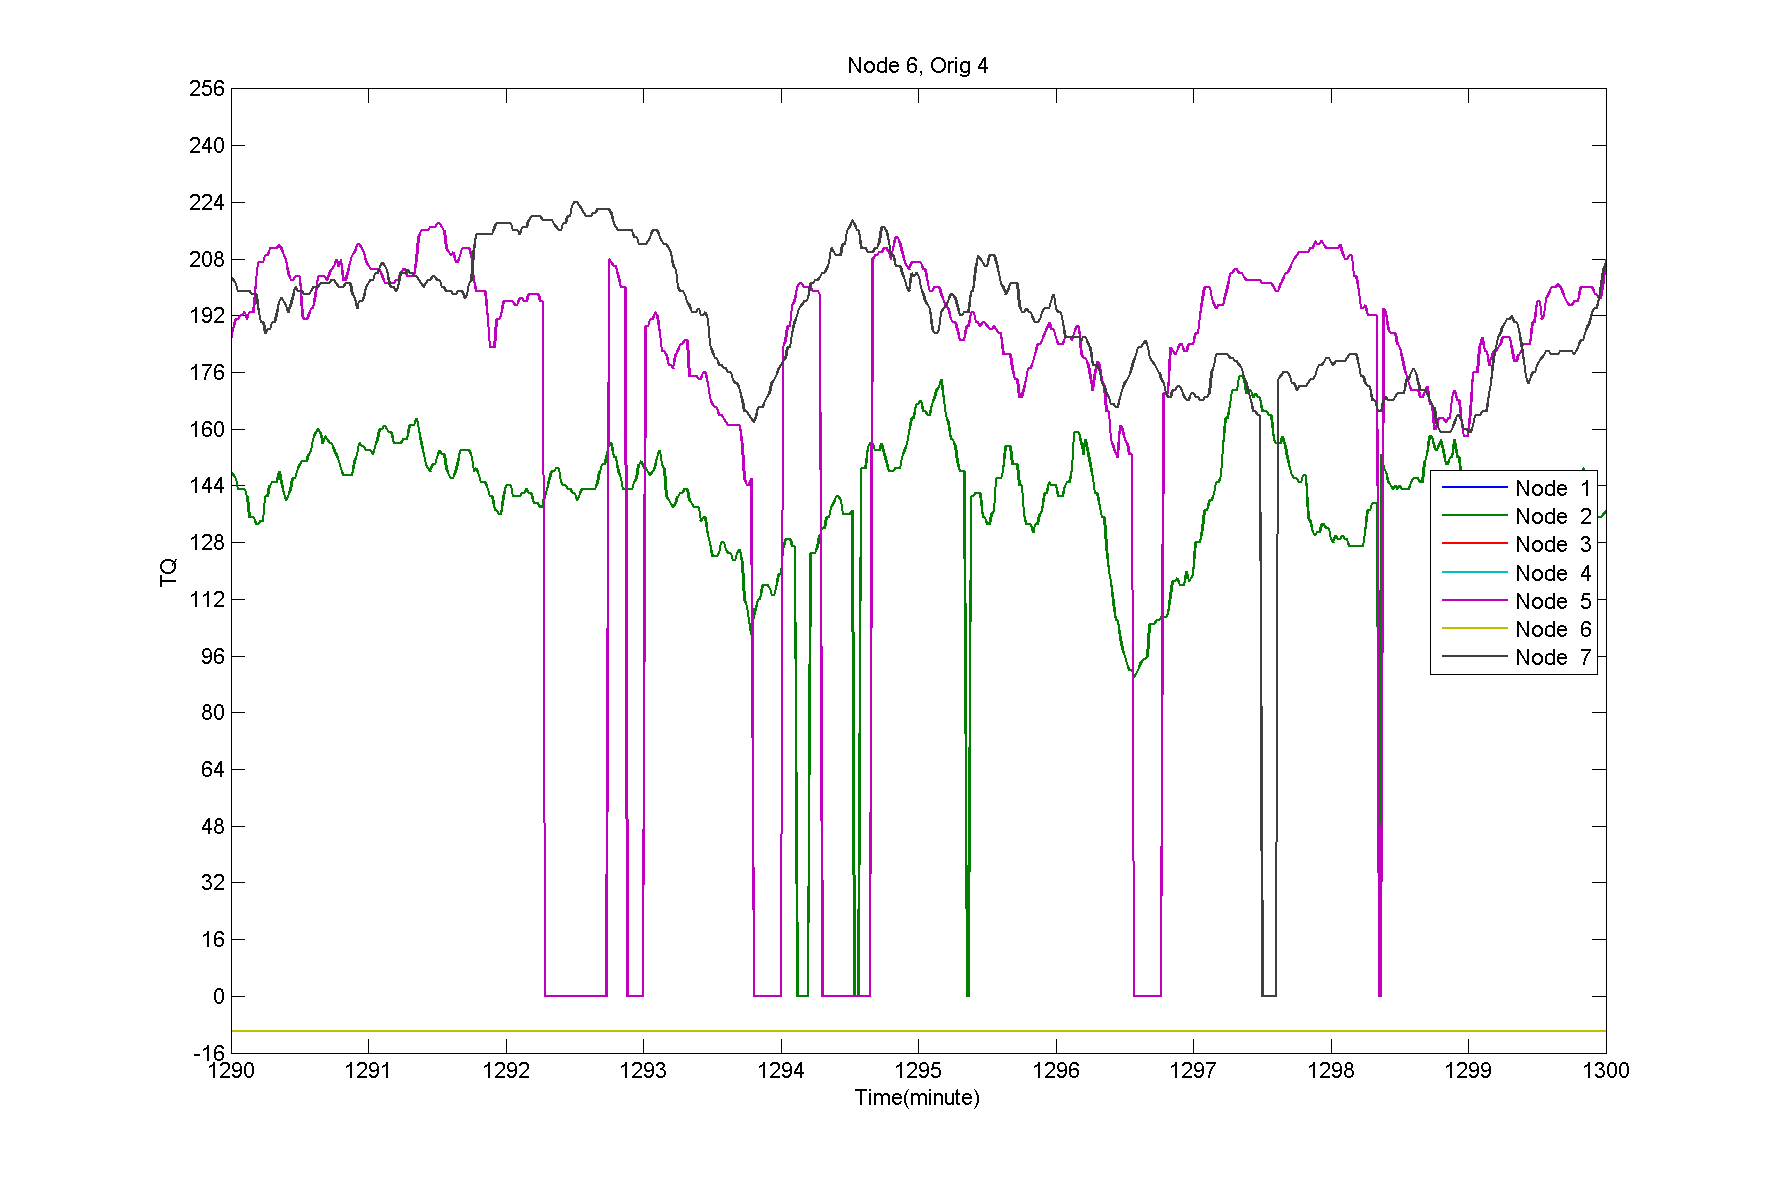 Node 6, Orig 4
256
240
224
208
192
176
160
144
128
112
96
80
64
48
32
16
0
-16
TQ
Node 1
Node 2
Node 3
Node 4
Node 5
Node 6
Node 7
1290 1291 1292 1293 1294 1295 1296 1297 1298 1299 1300
Time(minute)